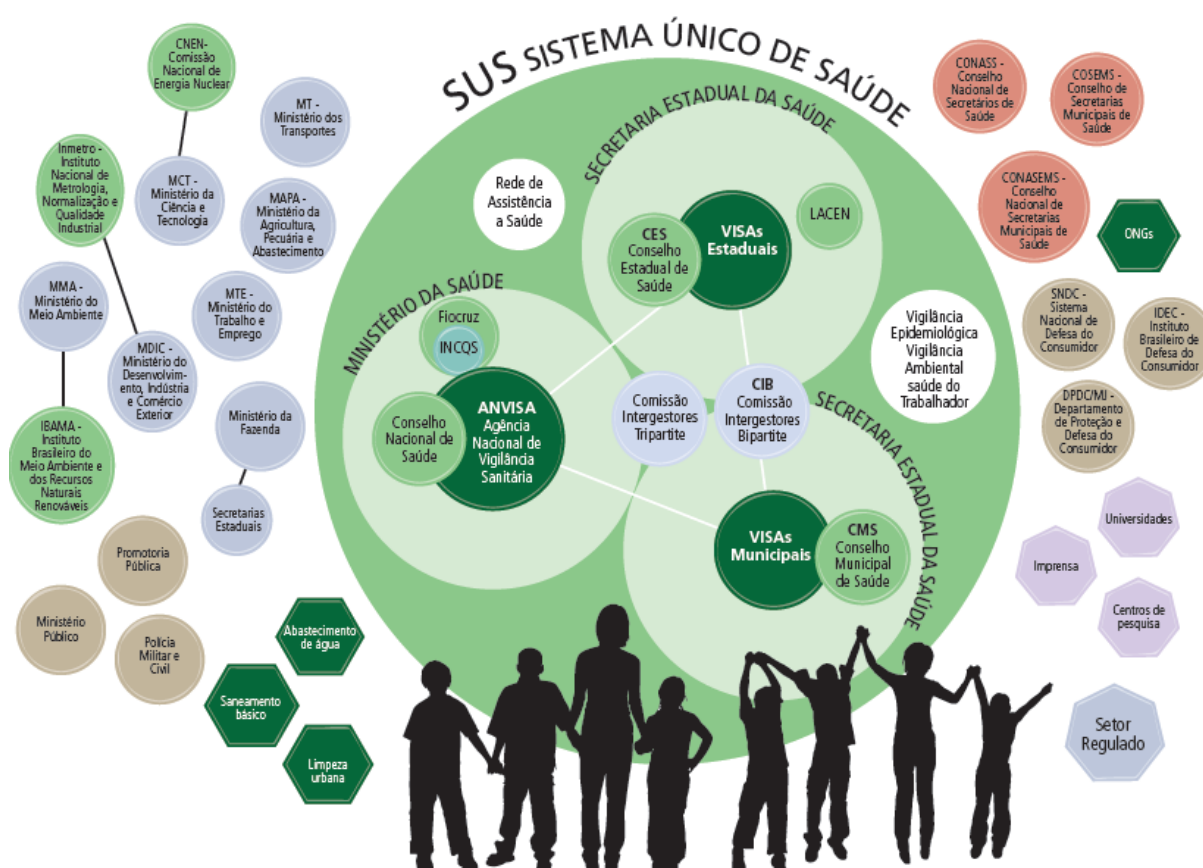 SUS SISTEMA ÚNICO DE SAÚDE
CNEN-
Comissão
Nacional de
Energia Nuclear
MT -
Ministério dos
Transportes
Inmetro -
Instituto
Nacional de
Metrologia,
Normalização e
Qualidade
Industrial
MCT -
Ministério da
Ciência e
Tecnologia
MAPA -
Ministério da
Agricultura,
Pecuária e
Abastecimento
MMA -
Ministério do
Meio Ambiente
MTE -
Ministério do
Trabalho e
Emprego
MDIC -
Ministério do
Desenvolvim-
ento, Indústria
e Comércio
Exterior
Ministério da
Fazenda
IBAMA -
Instituto
Brasileiro do
Meio Ambiente e
dos Recursos
Naturais
Renováveis
Secretarias
Estaduais
Promotoria
Pública
Ministério
Público
Polícia
Militar e
Civil
Abastecimento
de água
Saneamento
básico
Limpeza
urbana
SECRETARIA ESTADUAL DA SAÚDE
Rede de
Assistência
a Saúde
CES
Conselho
Estadual de
Saúde
VISAs
Estaduais
LACEN
MINISTÉRIO DA SAÚDE
Fiocruz
INCQS
Conselho
Nacional de
Saúde
ANVISA
Agência
Nacional de
Vigilância
Sanitária
Comissão
Intergestores
Tripartite
CIB
Comissão
Intergestores
Bipartite
Vigilância
Epidemiológica
Vigilância
Ambiental
saúde do
Trabalhador
SECRETARIA ESTADUAL DA SAÚDE
VISAs
Municipais
CMS
Conselho
Municipal
de Saúde
CONASS -
Conselho
Nacional de
Secretários de
Saúde
COSEMS -
Conselho de
Secretarias
Municipais de
Saúde
CONASEMS -
Conselho
Nacional de
Secretarias
Municipais de
Saúde
ONGs
SNDC -
Sistema
Nacional de
Defesa do
Consumidor
IDEC -
Instituto
Brasileiro de
Defesa do
Consumidor
DPDC/MJ -
Departamento
de Proteção e
Defesa do
Consumidor
Universidades
Imprensa
Centros de
pesquisa
Setor
Regulado